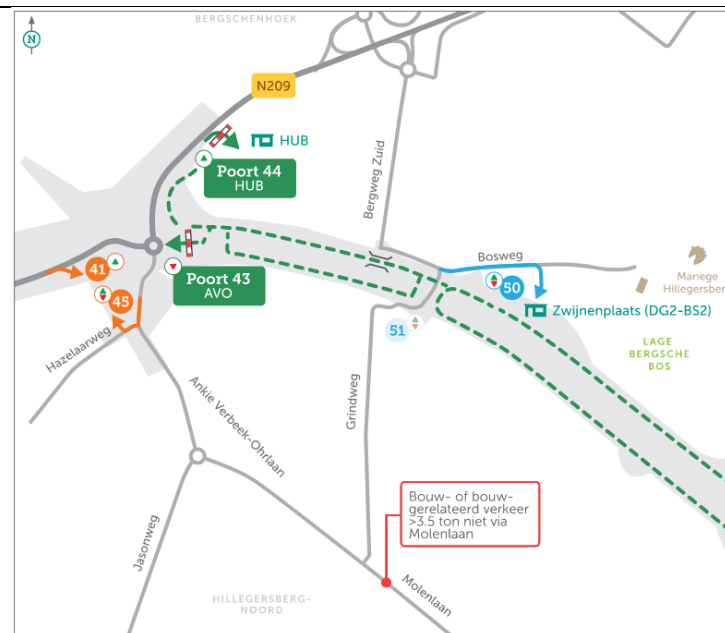 BERGSCHENHOEK
N
N209
HUB
Poort 44
HUB
Bergweg Zuid
Bosweg
41
45
Poort 43
AVO
50
Manege
Hillegersber
Zwijnenplaats (DG2-BS2)
51
LAGE
BERGSCHE
BOS
Hazelaarweg
Ankie Verbeek-Ohrlaan
Grindweg
Jasonweg
Bouw- of bouw-
gerelateerd verkeer
>3.5 ton niet via
Molenlaan
Molenlaan
HILLEGERSBERG-
NOORD